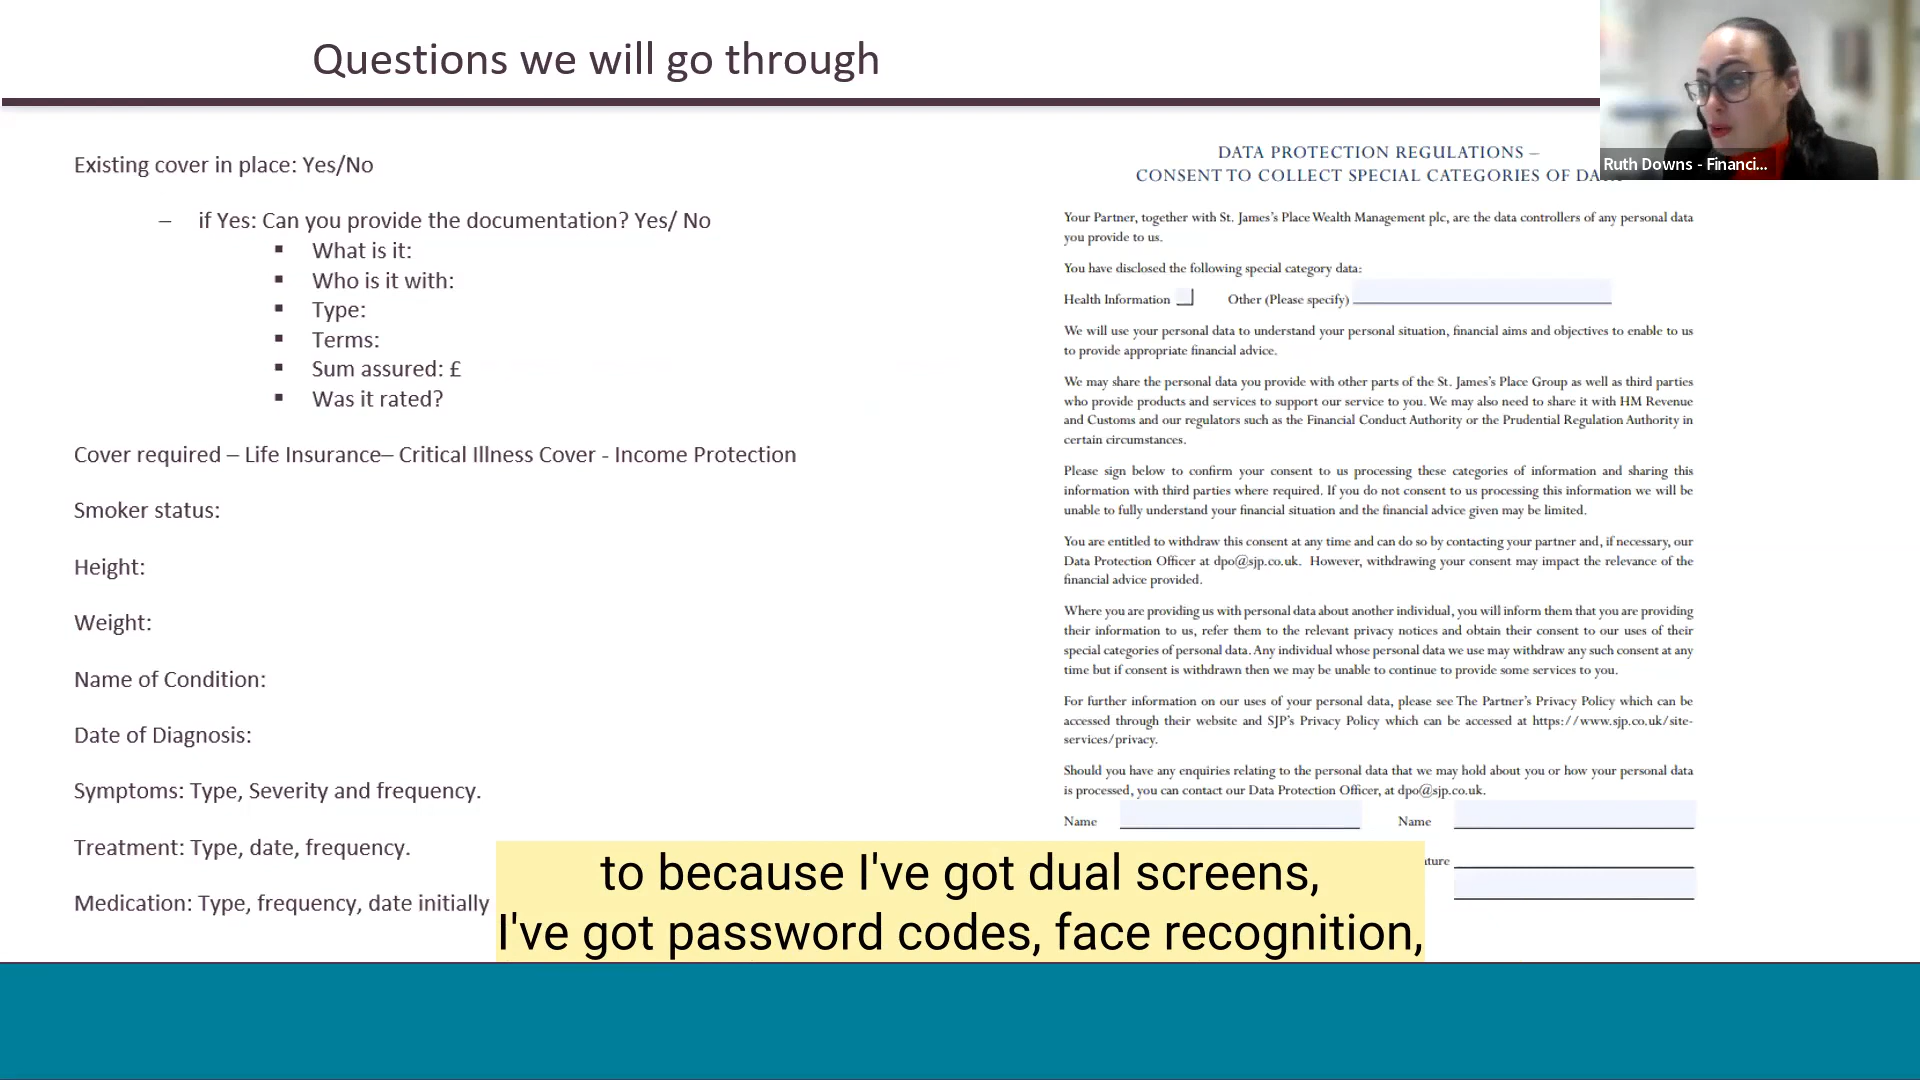 Questions we will go through
Ruth Downs - Financi...
Existing cover in place: Yes/No
– if Yes: Can you provide the documentation? Yes/ No
▪ What is it:
▪ Who is it with:
▪ Type:
▪ Terms:
▪ Sum assured: £
▪ Was it rated?
Cover required – Life Insurance– Critical Illness Cover - Income Protection
Smoker status:
Height:
Weight:
Name of Condition:
Date of Diagnosis:
Symptoms: Type, Severity and frequency.
Treatment: Type, date, frequency.
Medication: Type, frequency, date initially
DATA PROTECTION REGULATIONS –
CONSENT TO COLLECT SPECIAL CATEGORIES OF
Your Partner, together with St. James's Place Wealth Management plc, are the data controllers of any personal data
you provide to us.
You have disclosed the following special category data:
Health Information Other (Please specify)
We will use your personal data to understand your personal situation, financial aims and objectives to enable to us
to provide appropriate financial advice.
We may share the personal data you provide with other parts of the St. James's Place Group as well as third parties
who provide products and services to support our service to you. We may also need to share it with HM Revenue
and Customs and our regulators such as the Financial Conduct Authority or the Prudential Regulation Authority in
certain circumstances.
Please sign below to confirm your consent to us processing these categories of information and sharing this
information with third parties where required. If you do not consent to us processing this information we will be
unable to fully understand your financial situation and the financial advice given may be limited.
You are entitled to withdraw this consent at any time and can do so by contacting your partner and, if necessary, our
Data Protection Officer at dpo@sjp.co.uk. However, withdrawing your consent may impact the relevance of the
financial advice provided.
Where you are providing us with personal data about another individual, you will inform them that you are providing
their information to us, refer them to the relevant privacy notices and obtain their consent to our uses of their
special categories of personal data. Any individual whose personal data we use may withdraw any such consent at any
time but if consent is withdrawn then we may be unable to continue to provide some services to you.
For further information on our uses of your personal data, please see The Partner's Privacy Policy which can be
accessed through their website and SJP's Privacy Policy which can be accessed at https://www.sjp.co.uk/site-
services/privacy.
Should you have any enquiries relating to the personal data that we may hold about you or how your personal data
is processed, you can contact our Data Protection Officer, at dpo@sjp.co.uk.
Name Name
ture
to because I've got dual screens,
I've got password codes, face recognition,